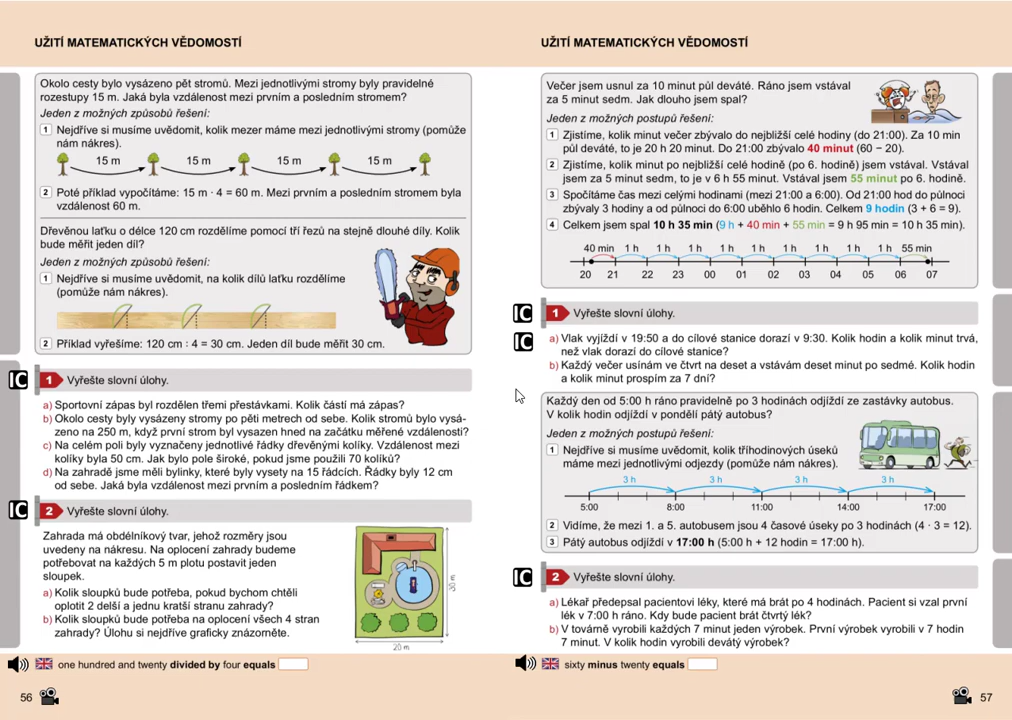 UŽITÍ MATEMATICKÝCH VĚDOMOSTÍ
Okolo cesty bylo vysázeno pět stromů. Mezi jednotlivými stromy byly pravidelné
rozestupy 15 m. Jaká byla vzdálenost mezi prvním a posledním stromem?
Jeden z možných způsobů řešení:
1 Nejdříve si musíme uvědomit, kolik mezer máme mezi jednotlivými stromy (pomůže
nám nákres).
15 m 15 m 15 m 15 m
2 Poté příklad vypočítáme: 15 m · 4 = 60 m. Mezi prvním a posledním stromem byla
vzdálenost 60 m.
Dřevěnou laťku o délce 120 cm rozdělíme pomocí tří řezů na stejně dlouhé díly. Kolik
bude měřit jeden díl?
Jeden z možných způsobů řešení:
1 Nejdříve si musíme uvědomit, na kolik dílů laťku rozdělíme
(pomůže nám nákres).
2 Příklad vyřešíme: 120 cm : 4 = 30 cm. Jeden díl bude měřit 30 cm.
IC 1 Vyřešte slovní úlohy.
a) Sportovní zápas byl rozdělen třemi přestávkami. Kolik částí má zápas?
b) Okolo cesty byly vysázeny stromy po pěti metrech od sebe. Kolik stromů bylo vysá-
zeno na 250 m, když první strom byl vysazen hned na začátku měřené vzdálenosti?
c) Na celém poli byly vyznačeny jednotlivé řádky dřevěnými kolíky. Vzdálenost mezi
kolíky byla 50 cm. Jak bylo pole široké, pokud jsme použili 70 kolíků?
d) Na zahradě jsme měli bylinky, které byly vysety na 15 řádcích. Řádky byly 12 cm
od sebe. Jaká byla vzdálenost mezi prvním a posledním řádkem?
IC 2 Vyřešte slovní úlohy.
Zahrada má obdélníkový tvar, jehož rozměry jsou
uvedeny na nákresu. Na oplocení zahrady budeme
potřebovat na každých 5 m plotu postavit jeden
sloupek.
a) Kolik sloupků bude potřeba, pokud bychom chtěli
oplotit 2 delší a jednu kratší stranu zahrady?
b) Kolik sloupků bude potřeba na oplocení všech 4 stran
zahrady? Úlohu si nejdříve graficky znázorněte.
30 m
20 m
one hundred and twenty divided by four equals
56
UŽITÍ MATEMATICKÝCH VĚDOMOSTÍ
Večer jsem usnul za 10 minut půl deváté. Ráno jsem vstával
za 5 minut sedm. Jak dlouho jsem spal?
Jeden z možných postupů řešení:
1 Zjistíme, kolik minut večer zbývalo do nejbližší celé hodiny (do 21:00). Za 10 min
půl deváté, to je 20 h 20 minut. Do 21:00 zbývalo 40 minut (60 − 20).
2 Zjistíme, kolik minut po nejbližší celé hodině (po 6. hodině) jsem vstával. Vstával
jsem za 5 minut sedm, to je v 6 h 55 minut. Vstával jsem 55 minut po 6. hodině.
3 Spočítáme čas mezi celými hodinami (mezi 21:00 a 6:00). Od 21:00 hod do půlnoci
zbývaly 3 hodiny a od půlnoci do 6:00 uběhlo 6 hodin. Celkem 9 hodin (3 + 6 = 9).
4 Celkem jsem spal 10 h 35 min (9 h + 40 min + 55 min = 9 h 95 min = 10 h 35 min).
40 min 1 h 1 h 1 h 1 h 1 h 1 h 1 h 1 h 1 h 55 min
20 21 22 23 00 01 02 03 04 05 06 07
IC 1 Vyřešte slovní úlohy.
IC a) Vlak vyjíždí v 19:50 a do cílové stanice dorazí v 9:30. Kolik hodin a kolik minut trvá,
než vlak dorazí do cílové stanice?
b) Každý večer usínám ve čtvrt na deset a vstávám deset minut po sedmé. Kolik hodin
a kolik minut prospím za 7 dní?
Každý den od 5:00 h ráno pravidelně po 3 hodinách odjíždí ze zastávky autobus.
V kolik hodin odjíždí v pondělí pátý autobus?
Jeden z možných postupů řešení:
1 Nejdříve si musíme uvědomit, kolik tříhodinových úseků
máme mezi jednotlivými odjezdy (pomůže nám nákres).
3 h 3 h 3 h 3 h
5:00 8:00 11:00 14:00 17:00
2 Vidíme, že mezi 1. a 5. autobusem jsou 4 časové úseky po 3 hodinách (4 · 3 = 12).
3 Pátý autobus odjíždí v 17:00 h (5:00 h + 12 hodin = 17:00 h).
IC 2 Vyřešte slovní úlohy.
a) Lékař předepsal pacientovi léky, které má brát po 4 hodinách. Pacient si vzal první
lék v 7:00 h ráno. Kdy bude pacient brát čtvrtý lék?
b) V továrně vyrobili každých 7 minut jeden výrobek. První výrobek vyrobili v 7 hodin
7 minut. V kolik hodin vyrobili devátý výrobek?
sixty minus twenty equals
57